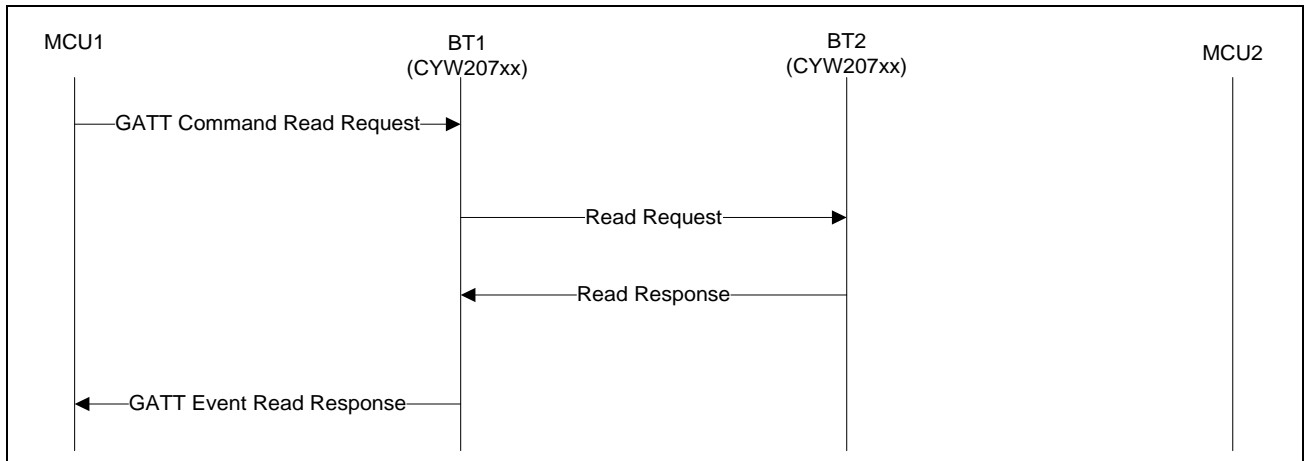 MCU1
BT1
(CYW207xx)
BT2
(CYW207xx)
MCU2
GATT Command Read Request
Read Request
Read Response
GATT Event Read Response